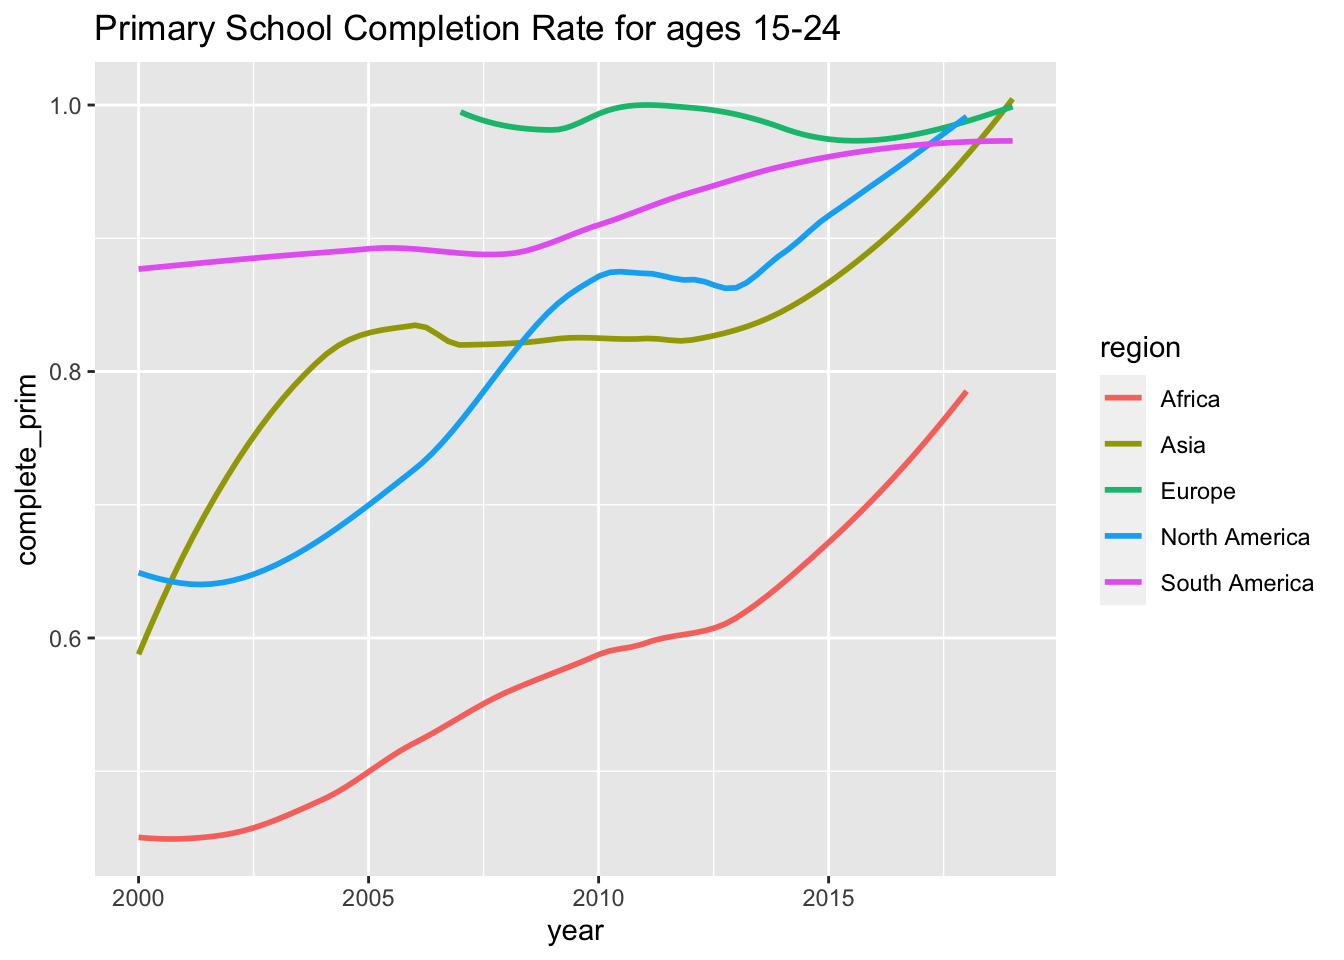 Primary School Completion Rate for ages 15-24
1.0
0.8
0.6
complete_prim
2000
2005
2010
2015
year
region
Africa
Asia
Europe
North America
South America